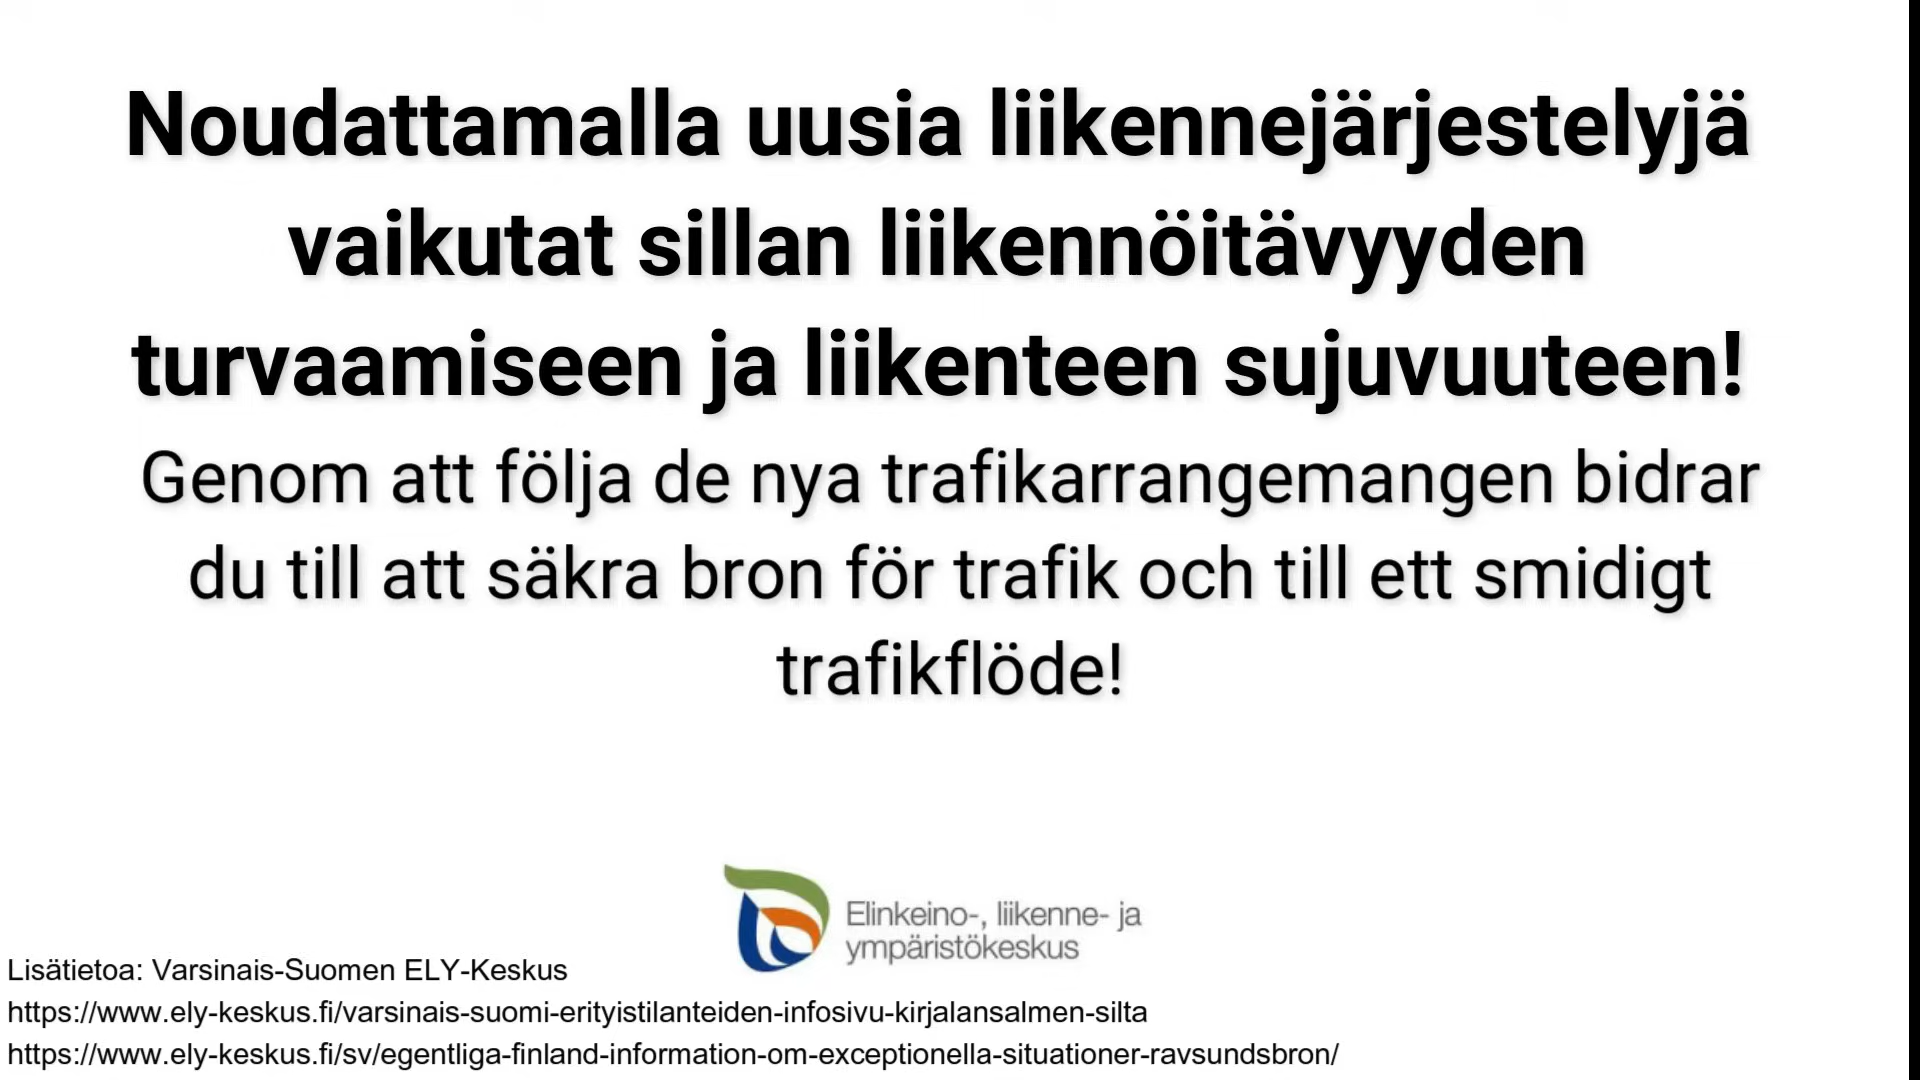 Noudattamalla uusia liikennejärjestelyjä
vaikutat sillan liikennöitävyyden
turvaamiseen ja liikenteen sujuvuuteen!
Genom att följa de nya trafikarrangemangen bidrar
du till att säkra bron för trafik och till ett smidigt
trafikflöde!
Elinkeino-, liikenne- ja
ympäristökeskus
Lisätietoa: Varsinais-Suomen ELY-Keskus
https://www.ely-keskus.fi/varsinais-suomi-erityistilanteiden-infosivu-kirjalansalmen-silta
https://www.ely-keskus.fi/sv/egentliga-finland-information-om-exceptionella-situationer-ravsundsbron/